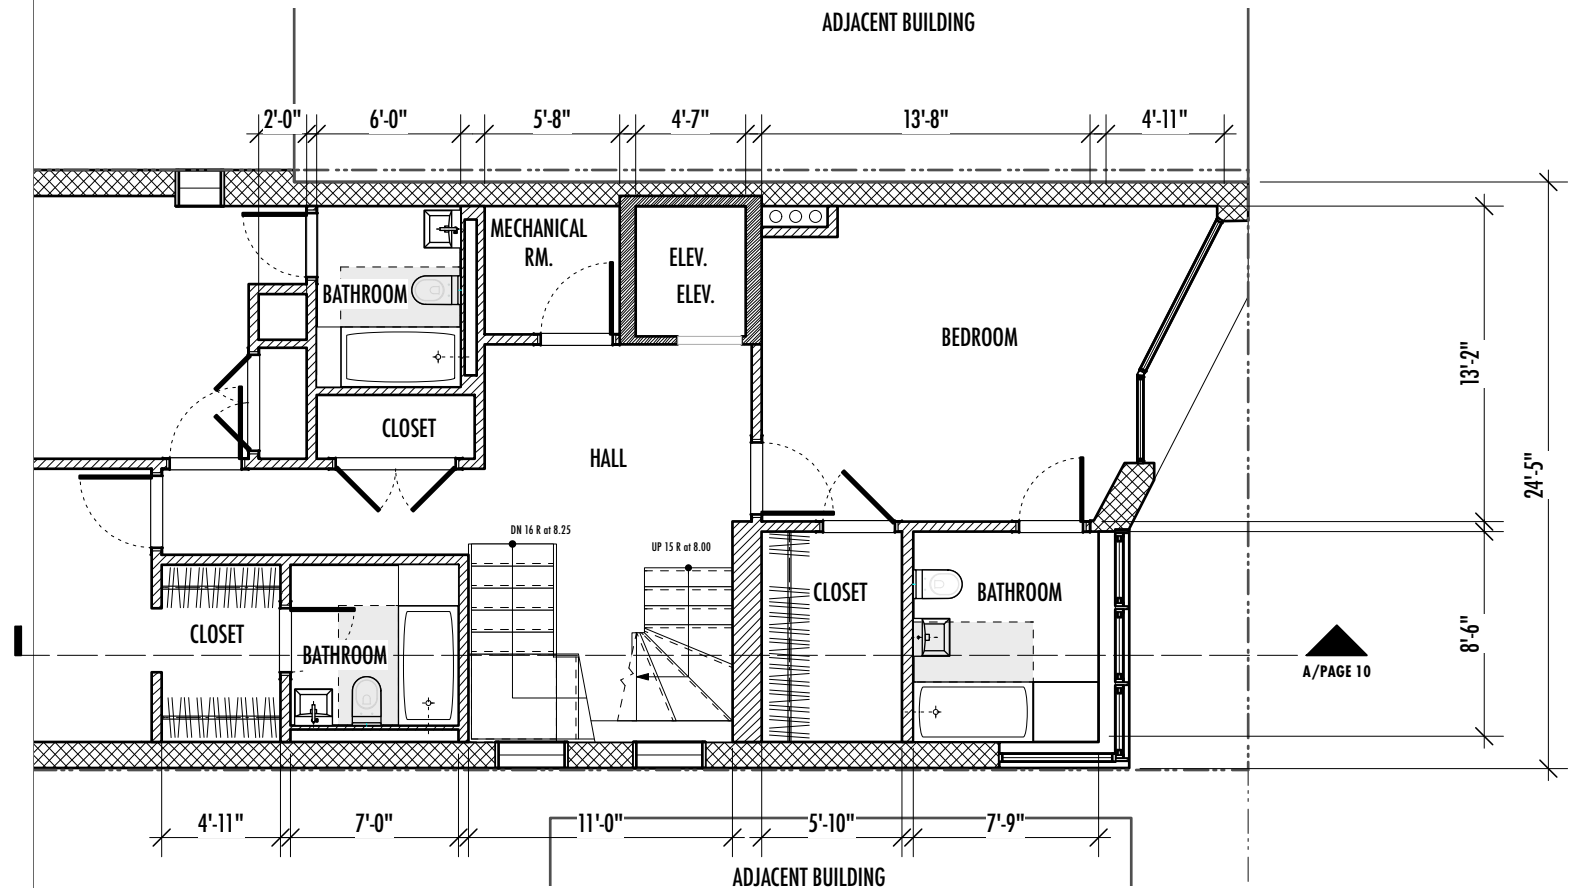 ADJACENT BUILDING
2'-0"
6'-0"
5'-8"
4'-7"
13'-8"
4'-11"
MECHANICAL
RM.
ELEV.
ELEV.
BATHROOM
BEDROOM
13'-2"
CLOSET
HALL
24'-5"
DN 16 R at 8.25
UP 15 R at 8.00
CLOSET
BATHROOM
CLOSET
BATHROOM
8'-6"
A/PAGE 10
4'-11"
7'-0"
11'-0"
5'-10"
7'-9"
ADJACENT BUILDING